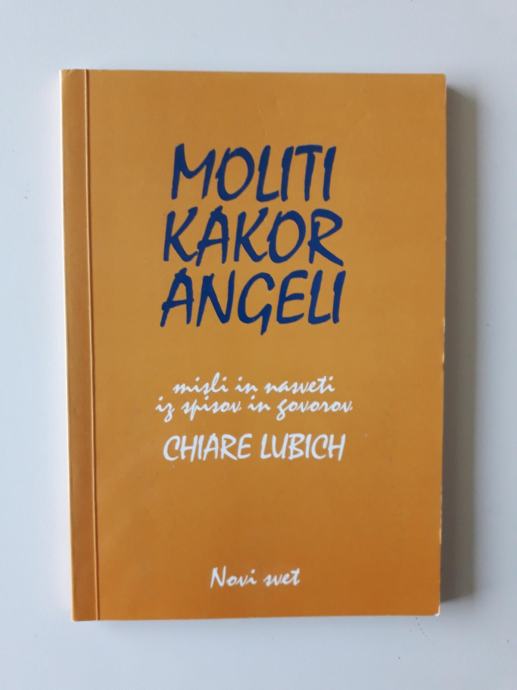 MOLITI
KAKOR
ANGELI
misli in nasveti
iz spisov in govorov
CHIARE LUBICH
Novi svet